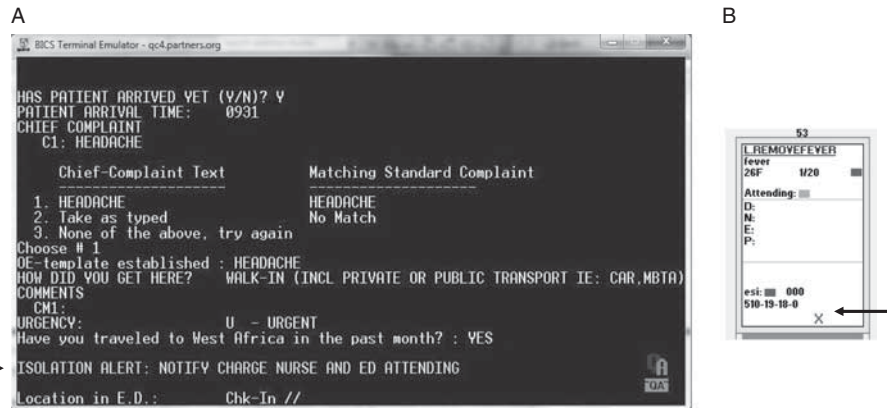 A
B
BICS Terminal Emulator - qc4.partners.org
HAS PATIENT ARRIVED YET (Y/N)? Y
PATIENT ARRIVAL TIME: 0931
CHIEF COMPLAINT
C1: HEADACHE
Chief-Complaint Text Matching Standard Complaint
1. HEADACHE HEADACHE
2. Take as typed No Match
3. None of the above, try again
Choose # 1
OE-template established : HEADACHE
HOW DID YOU GET HERE? WALK-IN (INCL PRIVATE OR PUBLIC TRANSPORT IE: CAR,MBTA)
COMMENTS
CM1:
URGENCY: U - URGENT
Have you traveled to West Africa in the past month? : YES
ISOLATION ALERT: NOTIFY CHARGE NURSE AND ED ATTENDING
Location in E.D.: Chk-In //
QA
"QA"
53
L.REMOVEFEVER
fever
26F 1/20
Attending:
D:
N:
E:
P:
esi: 000
510-19-18-0
X